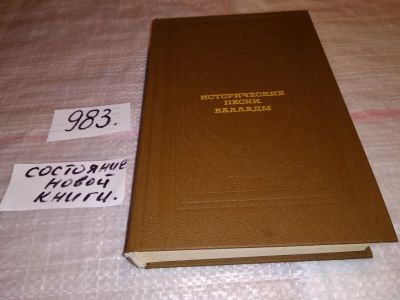 983.
СОСТОЯНИЕ
НОВОЙ
КНИГИ.
ИСТОРИЧЕСКИЕ
ПЕСНИ.
БАЛЛАДЫ